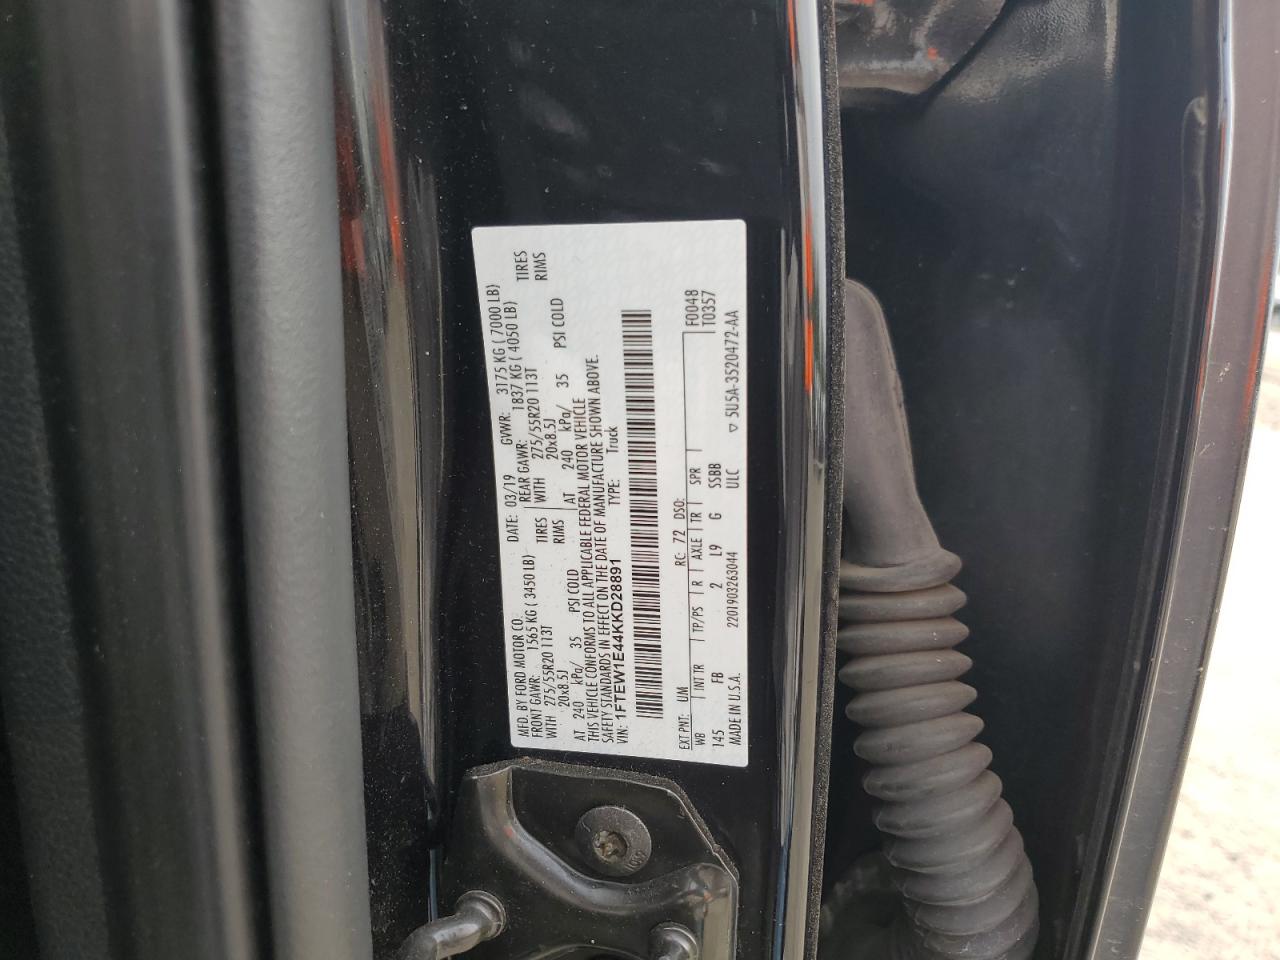 MFD. BY FORD MOTOR CO. DATE: 03/19 GVWR: 3175 KG ( 7000 LB)
FRONT GAWR: 1565 KG ( 3450 LB) REAR GAWR: 1837 KG ( 4050 LB)
WITH 275/55R20 113T TIRES WITH 275/55R20 113T TIRES
20x8.5J RIMS 20x8.5J RIMS
AT 240 kPa/ 35 PSI COLD AT 240 kPa/ 35 PSI COLD
THIS VEHICLE CONFORMS TO ALL APPLICABLE FEDERAL MOTOR VEHICLE
SAFETY STANDARDS IN EFFECT ON THE DATE OF MANUFACTURE SHOWN ABOVE.
VIN: 1FTEW1E44KKD28891 TYPE: Truck
EXT PNT: UM RC: 72 DSO: F0048
WB INT TR TP/PS R AXLE TR SPR T0357
145 FB 2 L9 G SSBB
MADE IN U.S.A. 2201903263044 ULC ▽ 5U5A-3520472-AA